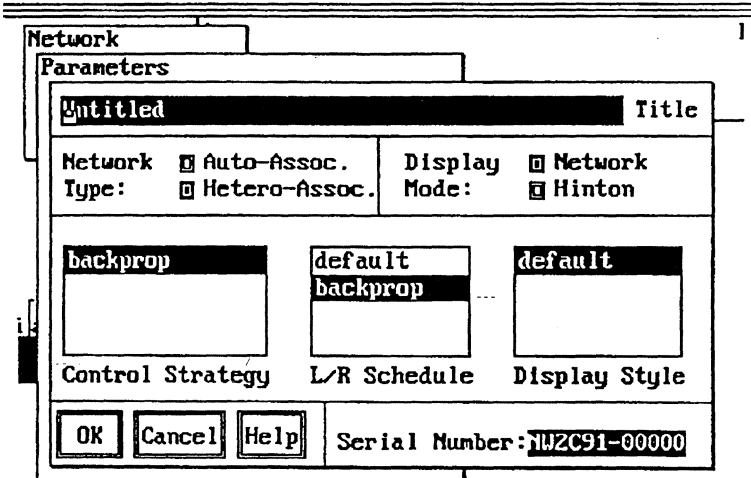 Network
Parameters
Untitled Title
Network Type: Auto-Assoc. Hetero-Assoc.
Display Mode: Network Hinton
backprop
Control Strategy
default
backprop
L/R Schedule
default
Display Style
OK Cancel Help
Serial Number: NW2C91-00000